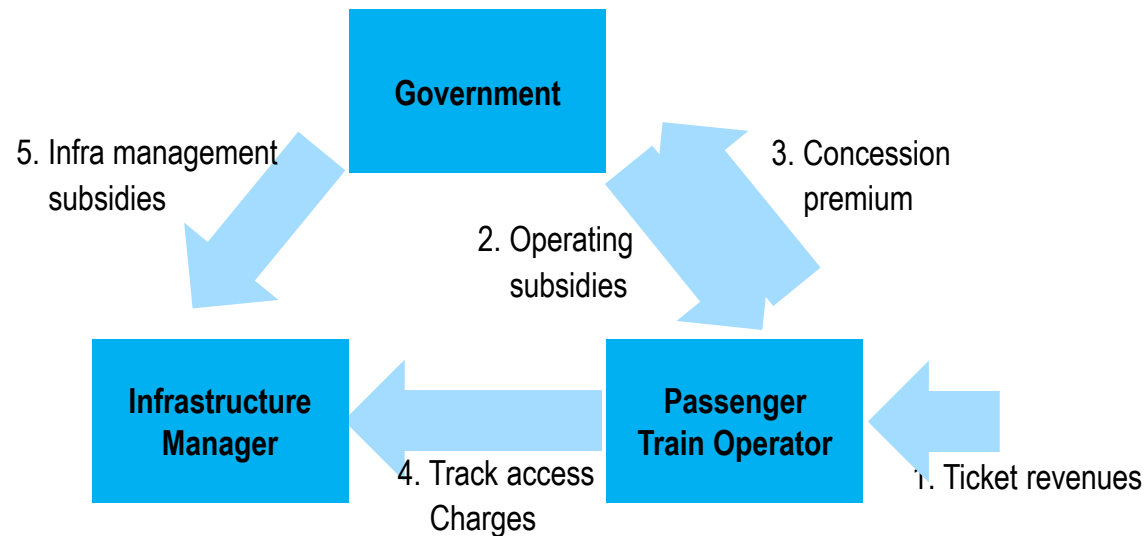 Government
5. Infra management
subsidies
3. Concession
premium
2. Operating
subsidies
Infrastructure
Manager
Passenger
Train Operator
4. Track access
Charges
1. Ticket revenues